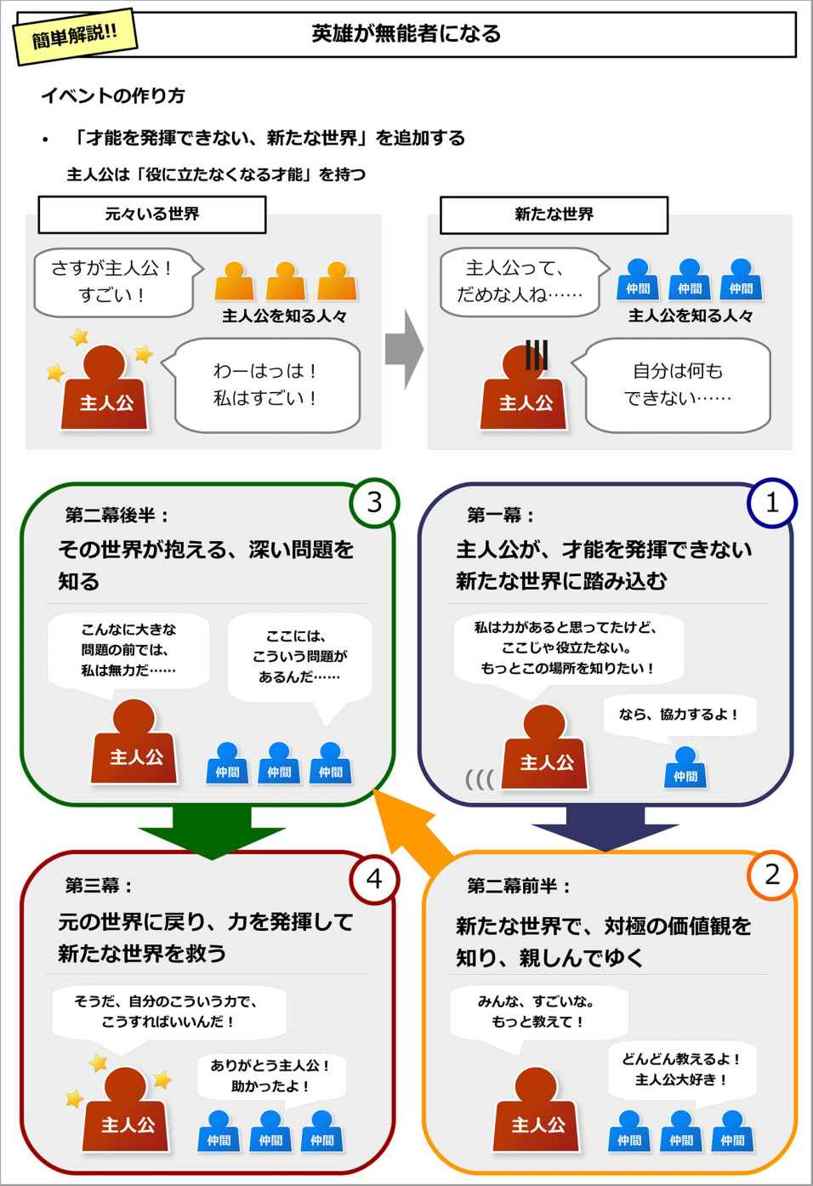 簡単解説!!
英雄が無能者になる
イベントの作り方
• 「才能を発揮できない、新たな世界」を追加する
主人公は「役に立たなくなる才能」を持つ
元々いる世界
さすが主人公！
すごい！
主人公を知る人々
わーはっは！
私はすごい！
主人公
新たな世界
主人公って、
だめな人ね……
仲間
仲間
仲間
主人公を知る人々
自分は何も
できない……
主人公
1
第一幕：
主人公が、才能を発揮できない
新たな世界に踏み込む
私は力があると思ってたけど、
ここじゃ役立たない。
もっとこの場所を知りたい！
なら、協力するよ！
主人公
仲間
2
第二幕前半：
新たな世界で、対極の価値観を
知り、親しんでゆく
みんな、すごいな。
もっと教えて！
どんどん教えるよ！
主人公大好き！
主人公
仲間
仲間
仲間
3
第二幕後半：
その世界が抱える、深い問題を
知る
こんなに大きな
問題の前では、
私は無力だ……
ここには、
こういう問題が
あるんだ……
主人公
仲間
仲間
仲間
4
第三幕：
元の世界に戻り、力を発揮して
新たな世界を救う
そうだ、自分のこういう力で、
こうすればいいんだ！
ありがとう主人公！
助かったよ！
主人公
仲間
仲間
仲間